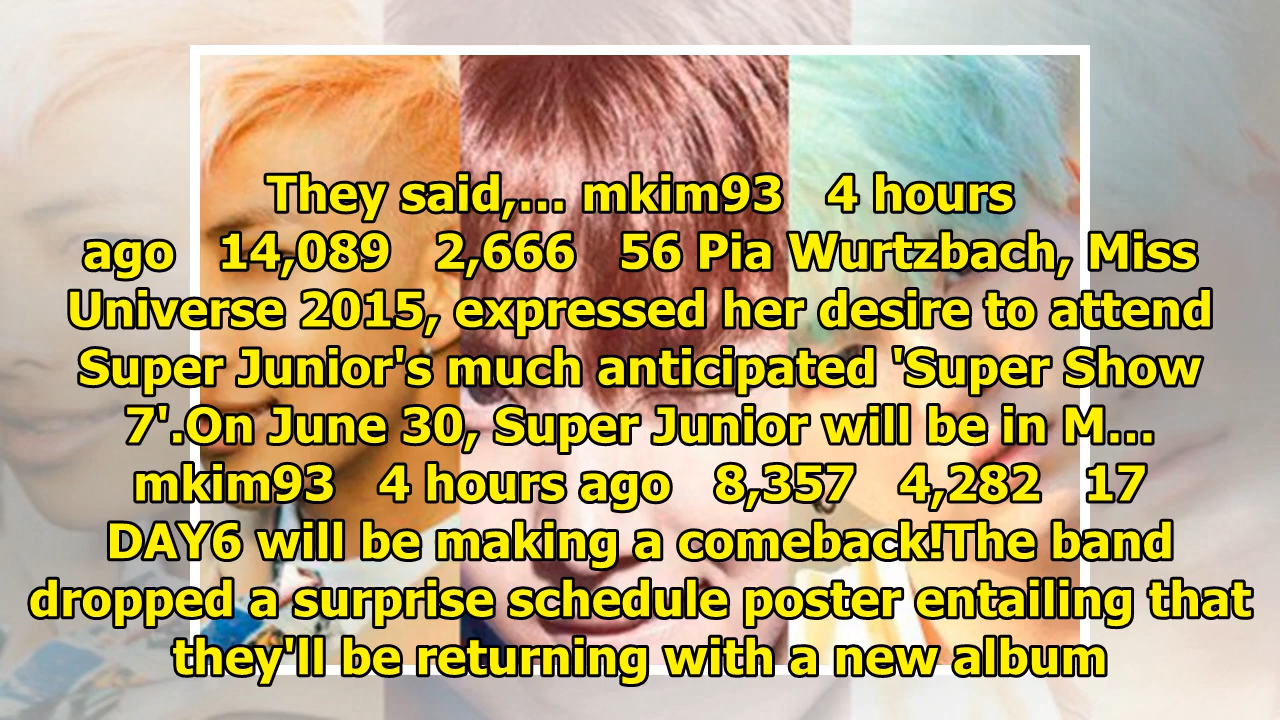 They said,... mkim93 4 hours
ago 14,089 2,666 56 Pia Wurtzbach, Miss
Universe 2015, expressed her desire to attend
Super Junior's much anticipated 'Super Show
7'.On June 30, Super Junior will be in M...
mkim93 4 hours ago 8,357 4,282 17
DAY6 will be making a comeback!The band
dropped a surprise schedule poster entailing that
they'll be returning with a new album